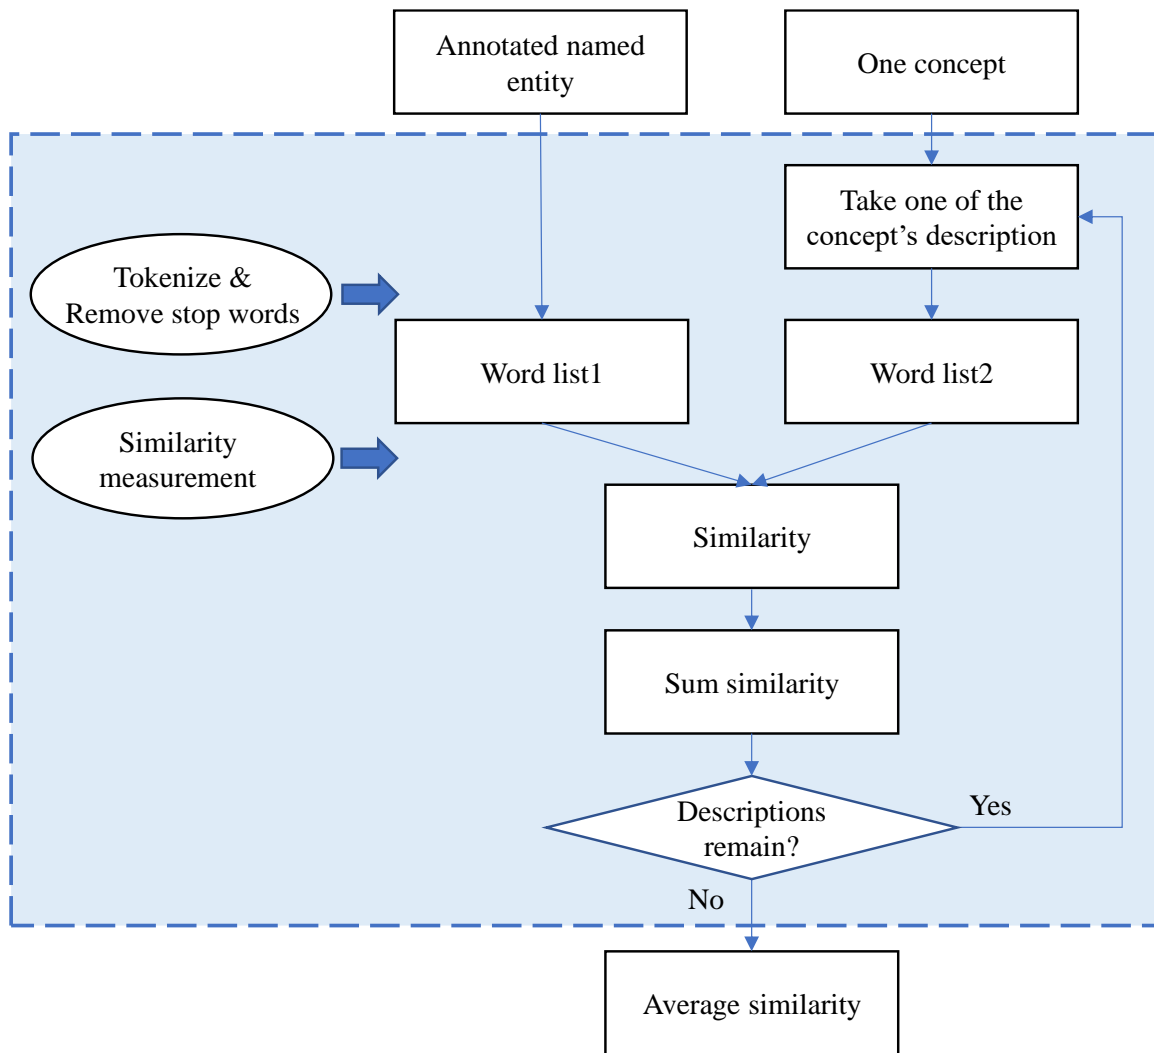 Annotated named
entity
One concept
Take one of the
concept's description
Tokenize &
Remove stop words
Word list1
Word list2
Similarity
measurement
Similarity
Sum similarity
Descriptions
remain?
Yes
No
Average similarity